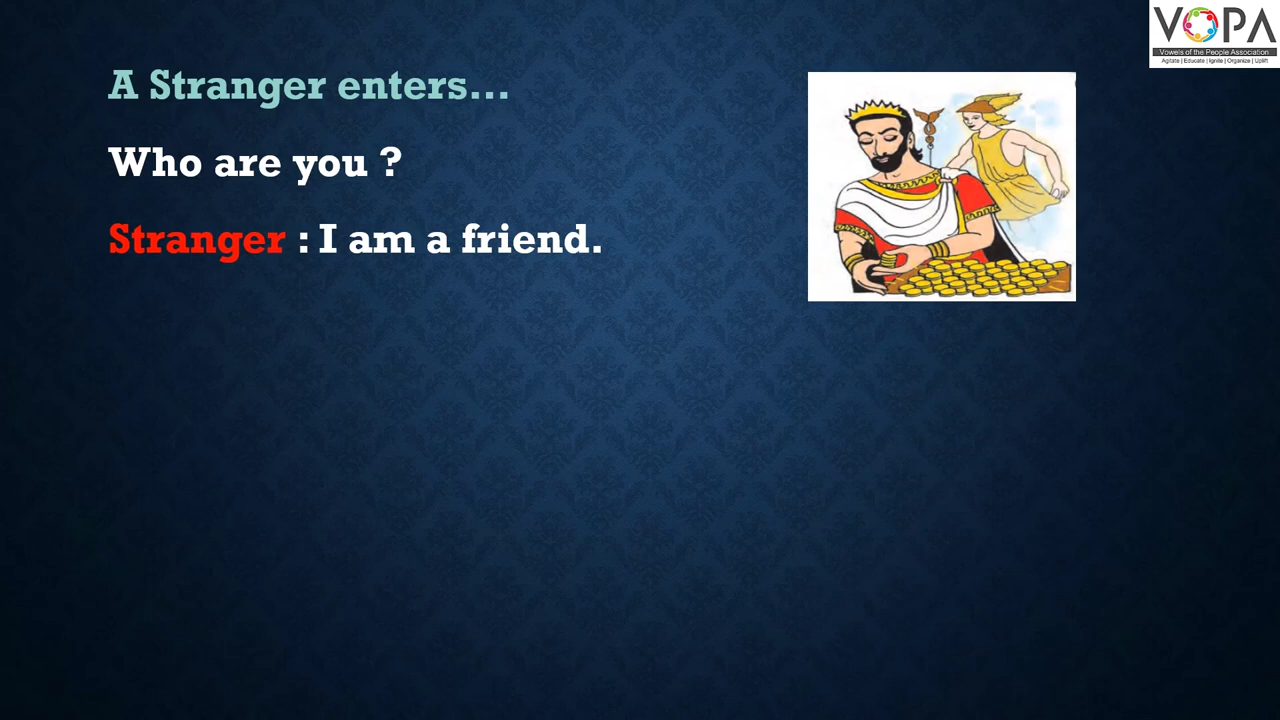 VOPA
Vowels of the People Association
Agitate | Educate | Ignite | Organize | Uplift
A Stranger enters...
Who are you ?
Stranger : I am a friend.